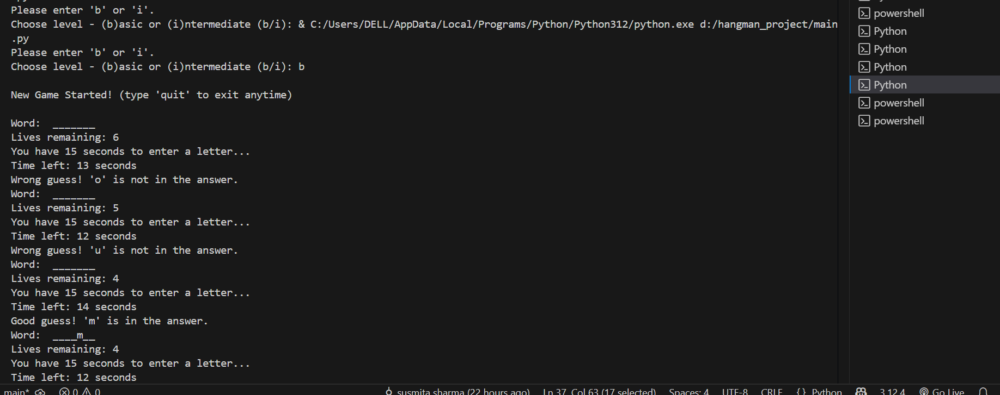 Please enter 'b' or 'i'.
Choose level - (b)asic or (i)ntermediate (b/i): & C:/Users/DELL/AppData/Local/Programs/Python/Python312/python.exe d:/hangman_project/main
.py
Please enter 'b' or 'i'.
Choose level - (b)asic or (i)ntermediate (b/i): b
New Game Started! (type 'quit' to exit anytime)
Word:  _______
Lives remaining: 6
You have 15 seconds to enter a letter...
Time left: 13 seconds
Wrong guess! 'o' is not in the answer.
Word:  _______
Lives remaining: 5
You have 15 seconds to enter a letter...
Time left: 12 seconds
Wrong guess! 'u' is not in the answer.
Word:  _______
Lives remaining: 4
You have 15 seconds to enter a letter...
Time left: 14 seconds
Good guess! 'm' is in the answer.
Word:  ____m__
Lives remaining: 4
You have 15 seconds to enter a letter...
Time left: 12 seconds
powershell
Python
Python
Python
Python
powershell
powershell
main* 0 0 susmita sharma (22 hours ago) Ln 37, Col 63 (17 selected) Spaces: 4 UTF-8 CRLF {} Python 3.12.4 Go Live